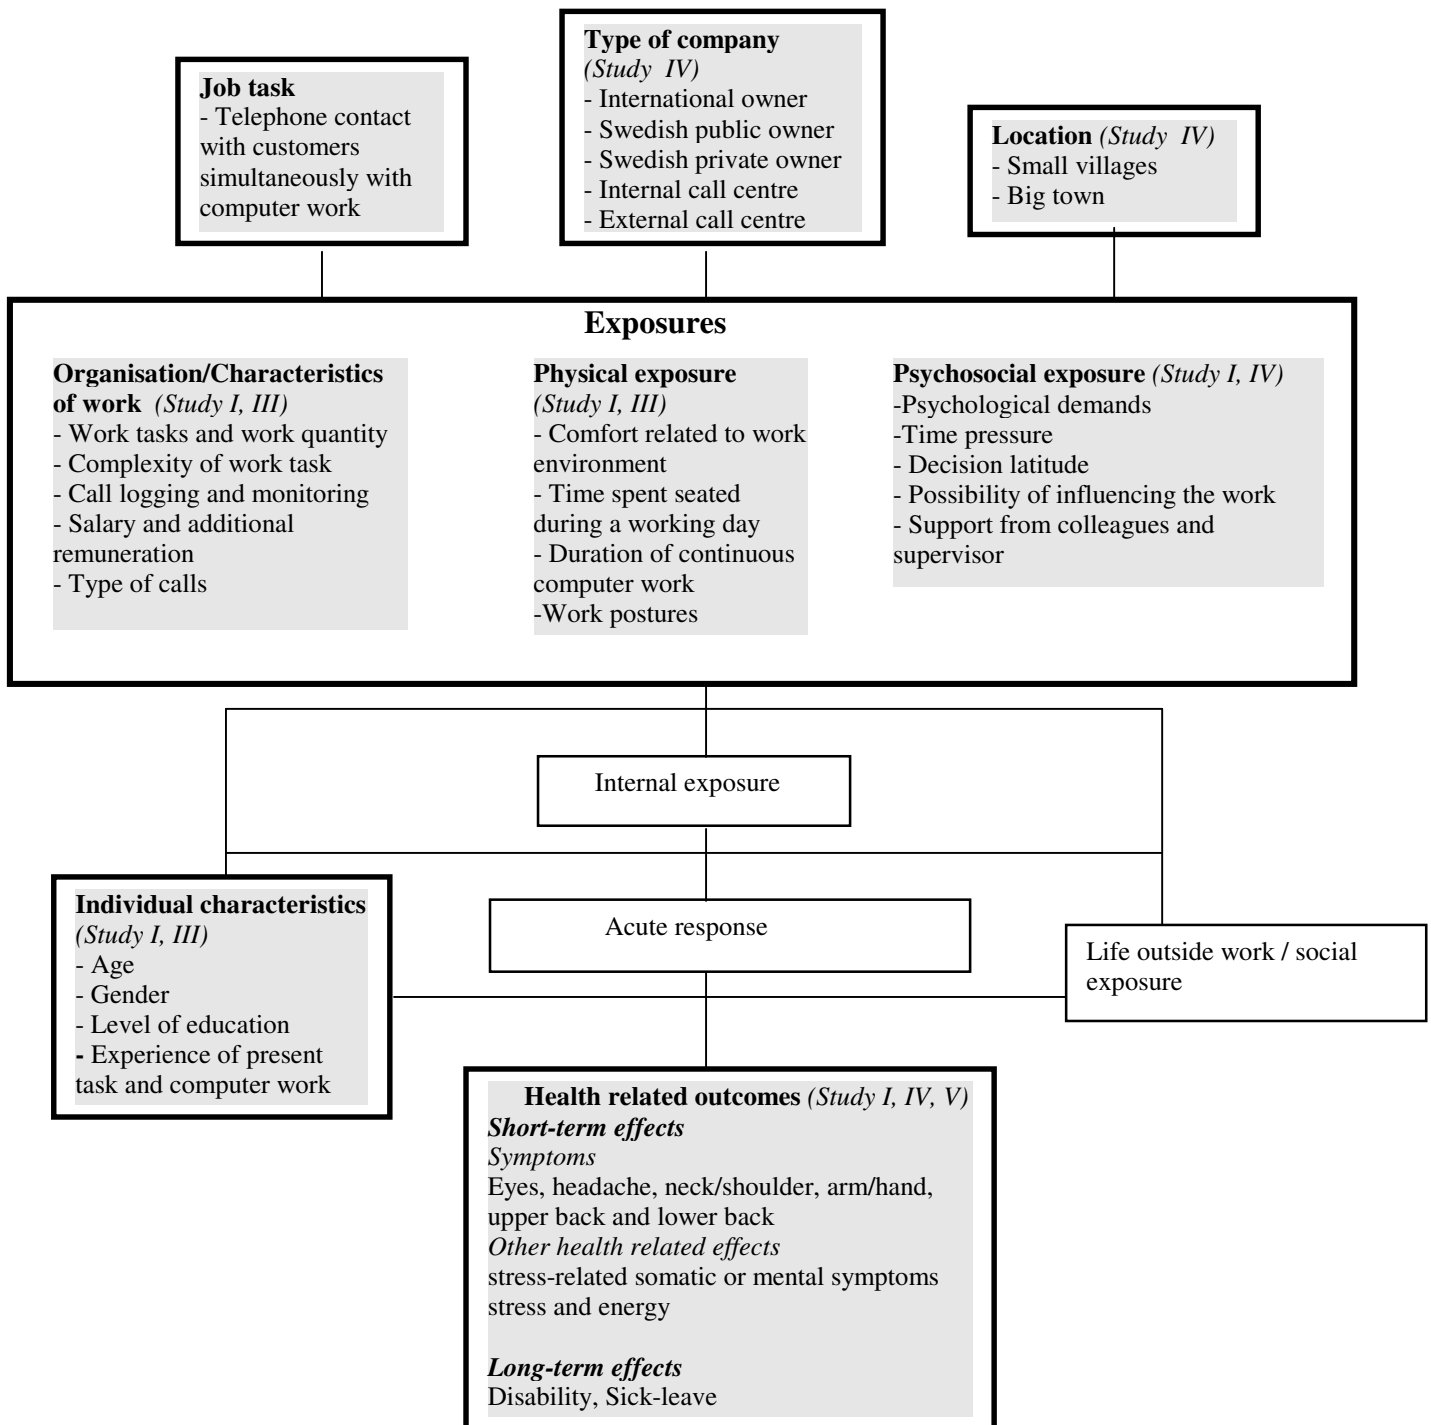 Job task
- Telephone contact
with customers
simultaneously with
computer work
Type of company
(Study IV)
- International owner
- Swedish public owner
- Swedish private owner
- Internal call centre
- External call centre
Location (Study IV)
- Small villages
- Big town
Exposures
Organisation/Characteristics
of work (Study I, III)
- Work tasks and work quantity
- Complexity of work task
- Call logging and monitoring
- Salary and additional
remuneration
- Type of calls
Physical exposure
(Study I, III)
- Comfort related to work
environment
- Time spent seated
during a working day
- Duration of continuous
computer work
-Work postures
Psychosocial exposure (Study I, IV)
-Psychological demands
-Time pressure
- Decision latitude
- Possibility of influencing the work
- Support from colleagues and
supervisor
Internal exposure
Individual characteristics
(Study I, III)
- Age
- Gender
- Level of education
- Experience of present
task and computer work
Acute response
Life outside work / social
exposure
Health related outcomes (Study I, IV, V)
Short-term effects
Symptoms
Eyes, headache, neck/shoulder, arm/hand,
upper back and lower back
Other health related effects
stress-related somatic or mental symptoms
stress and energy
Long-term effects
Disability, Sick-leave